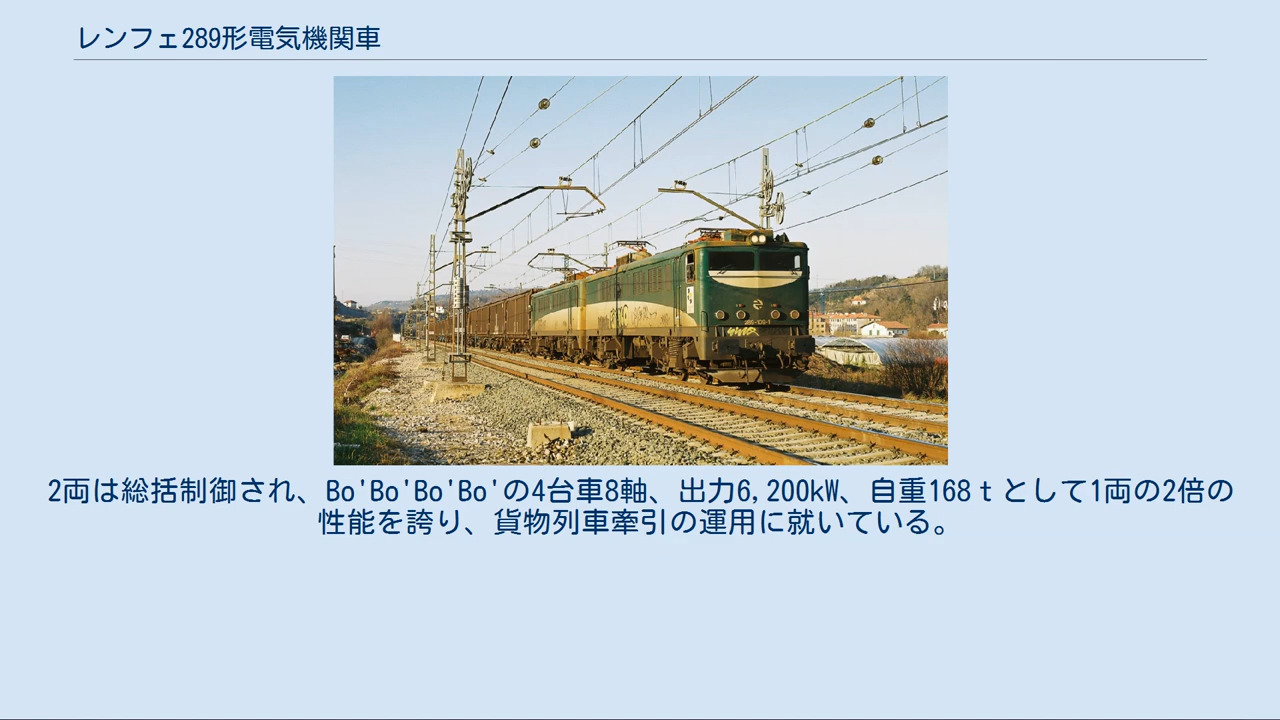 レンフェ289形電気機関車
2両は総括制御され、Bo'Bo'Bo'Bo'の4台車8軸、出力6,200kW、自重168ｔとして1両の2倍の
性能を誇り、貨物列車牽引の運用に就いている。